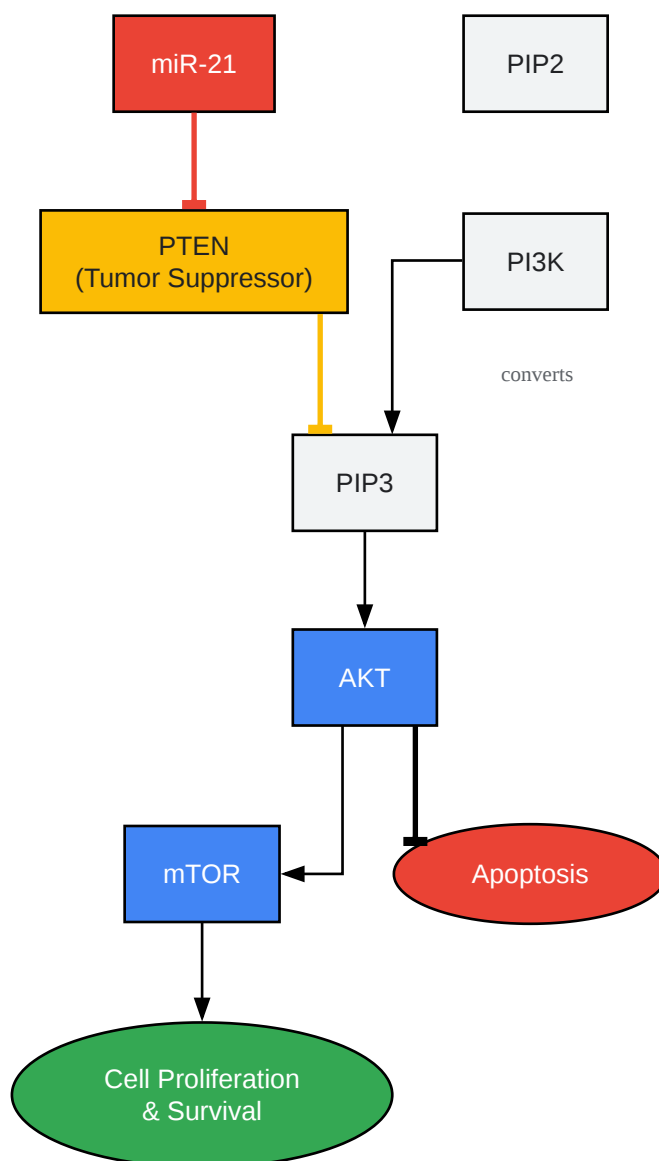 miR-21
PIP2
PTEN
(Tumor Suppressor)
PI3K
converts
PIP3
AKT
mTOR
Apoptosis
Cell Proliferation
& Survival